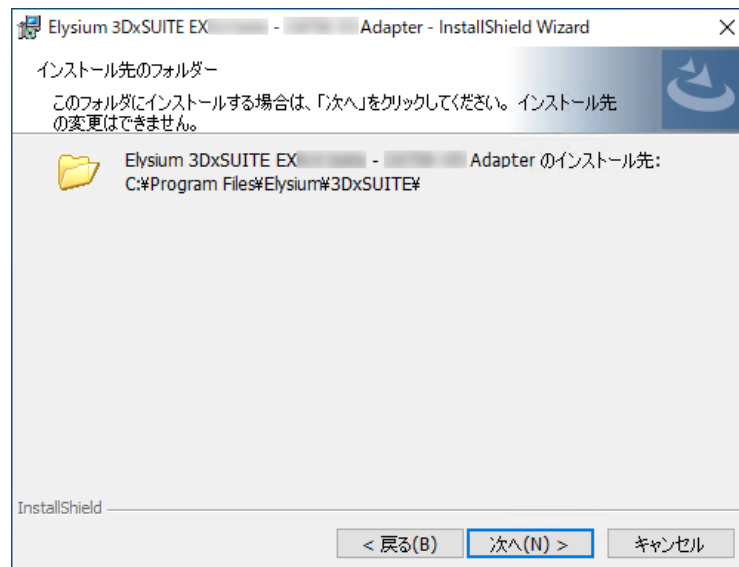 Elysium 3DxSUITE EX - Adapter - InstallShield Wizard
インストール先のフォルダー
このフォルダにインストールする場合は、「次へ」をクリックしてください。インストール先
の変更はできません。
Elysium 3DxSUITE EX - Adapter のインストール先:
C:¥Program Files¥Elysium¥3DxSUITE¥
InstallShield
< 戻る(B) 次へ(N) > キャンセル